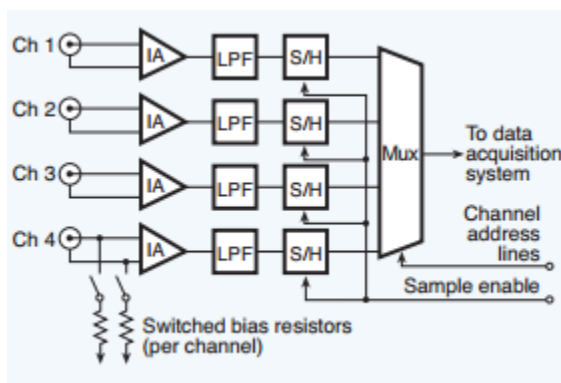 Ch 1
IA
LPF
S/H
Ch 2
IA
LPF
S/H
Mux
To data
acquisition
system
Ch 3
IA
LPF
S/H
Channel
address
lines
Ch 4
IA
LPF
S/H
Sample enable
Switched bias resistors
(per channel)